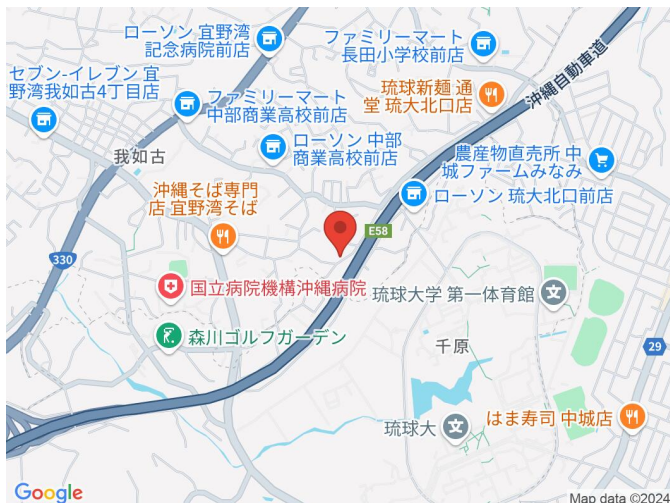 ローソン 宜野湾
記念病院前店
ファミリーマート
長田小学校前店
セブン-イレブン 宜
野湾我如古4丁目店
琉球新麺 通
堂 琉大北口店
沖縄自動車道
ファミリーマート
中部商業高校前店
ローソン 中部
商業高校前店
我如古
農産物直売所 中
城ファームみなみ
沖縄そば専門
店 宜野湾そば
ローソン 琉大北口前店
E58
330
国立病院機構沖縄病院
琉球大学 第一体育館
森川ゴルフガーデン
千原
29
はま寿司 中城店
琉球大
Google
Map data ©2024